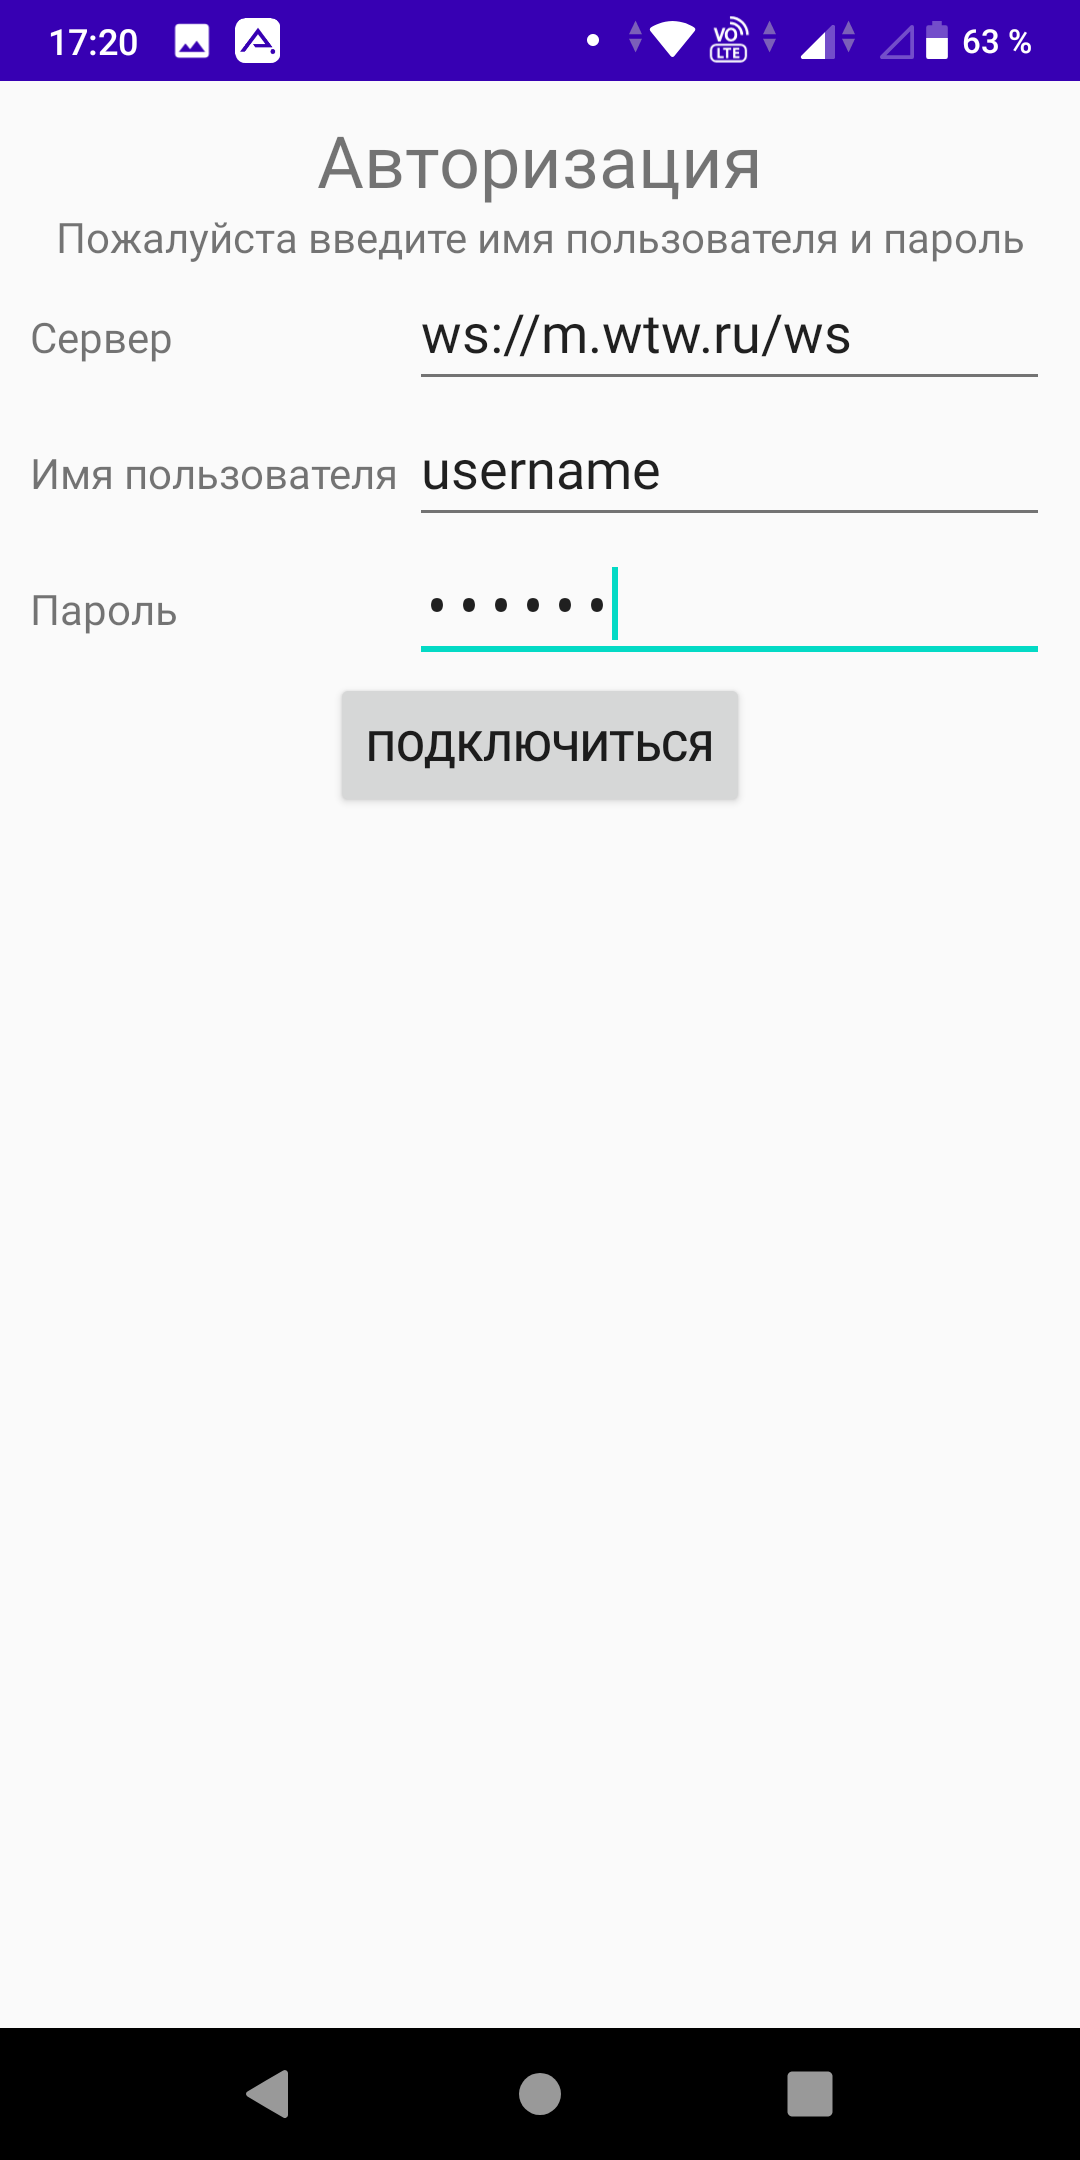 17:20 VO LTE 63 %
Авторизация
Пожалуйста введите имя пользователя и пароль
Сервер ws://m.wtw.ru/ws
Имя пользователя username
Пароль ••••••
подключиться